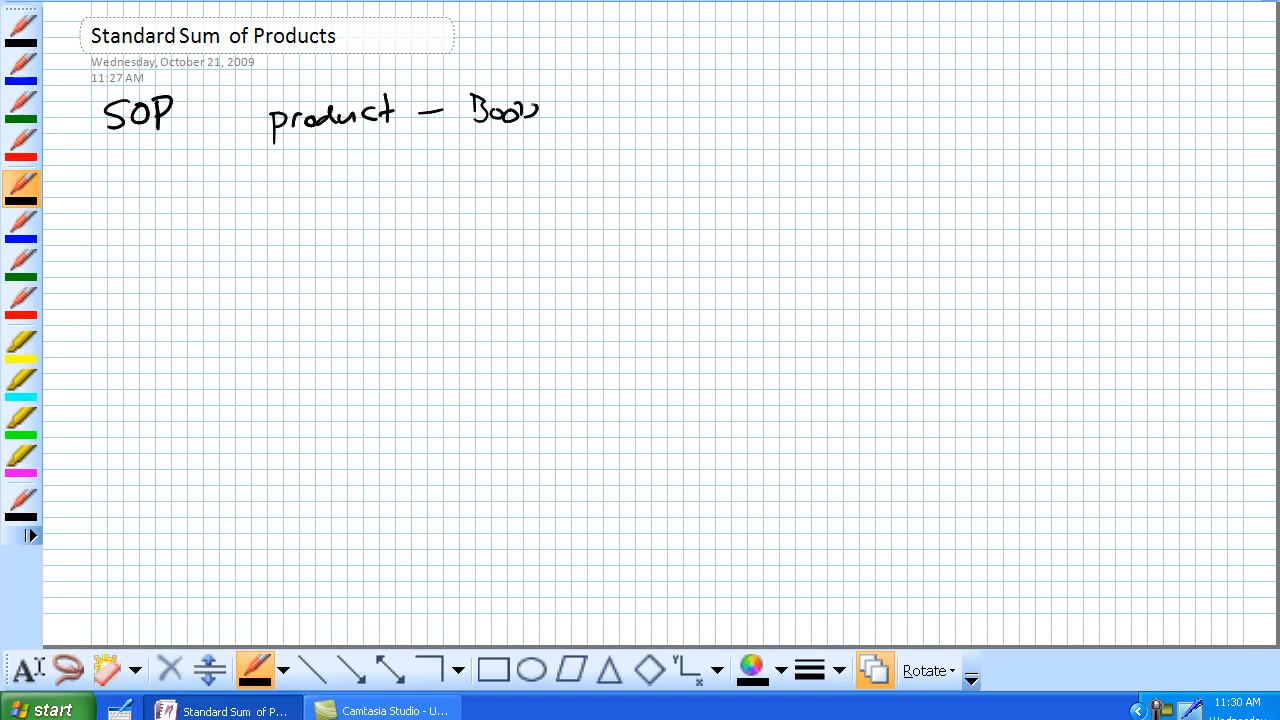 Standard Sum of Products
Wednesday, October 21, 2009
11:27 AM
SOP product -
A
Rotate
start
Standard Sum of P...
Camtasia Studio - U...
11:30 AM